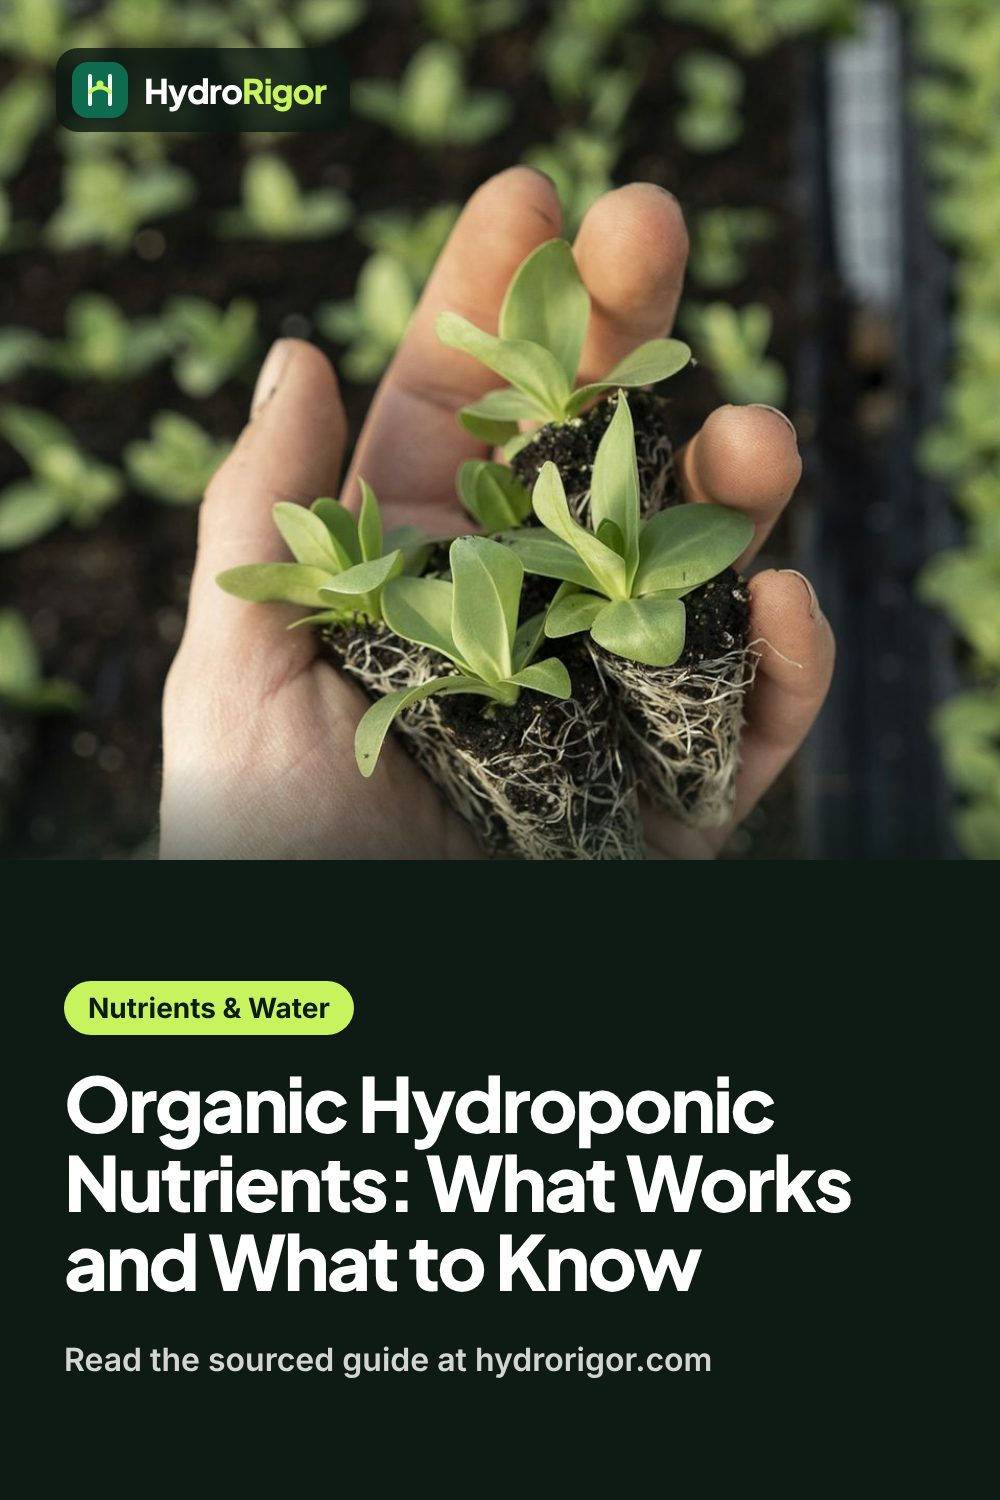 HydroRigor
Nutrients & Water
Organic Hydroponic
Nutrients: What Works
and What to Know
Read the sourced guide at hydrorigor.com